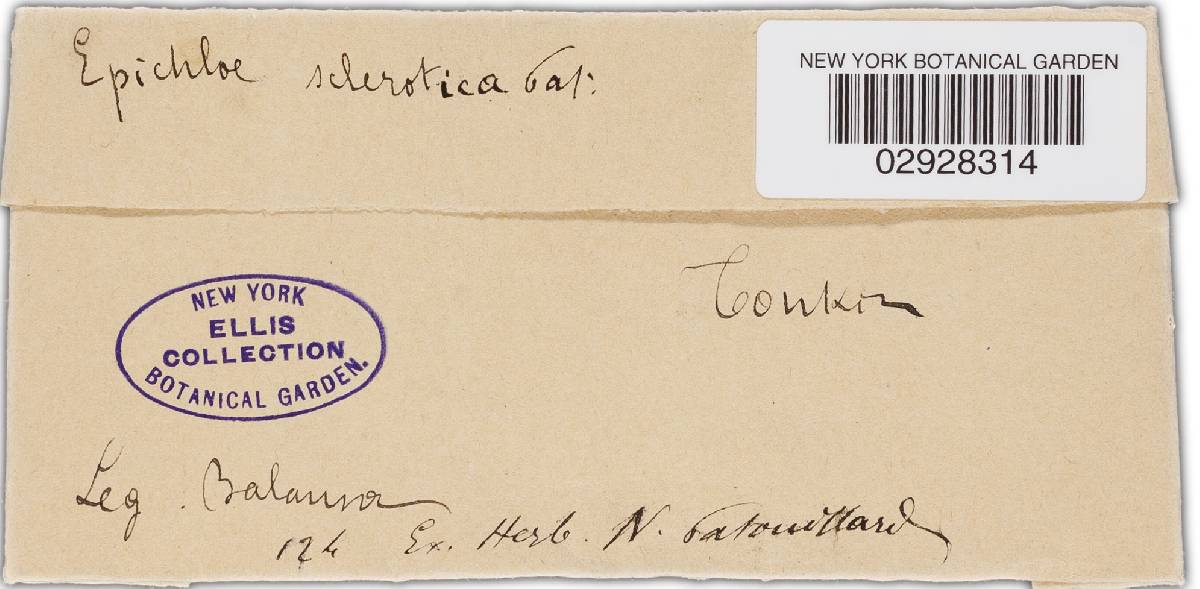 Epichloe sclerotica Pat:
NEW YORK BOTANICAL GARDEN
02928314
Tonkin
NEW YORK
ELLIS
COLLECTION
BOTANICAL GARDEN.
Leg. Balansa
Ex. Herb. N. Patouillard